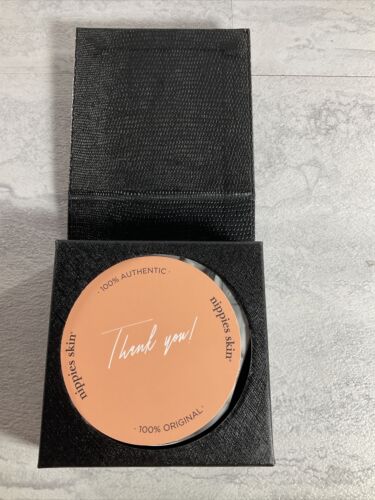 · 100% AUTHENTIC ·
nippies skin®
Thank you!
nippies skin®
· 100% ORIGINAL ·